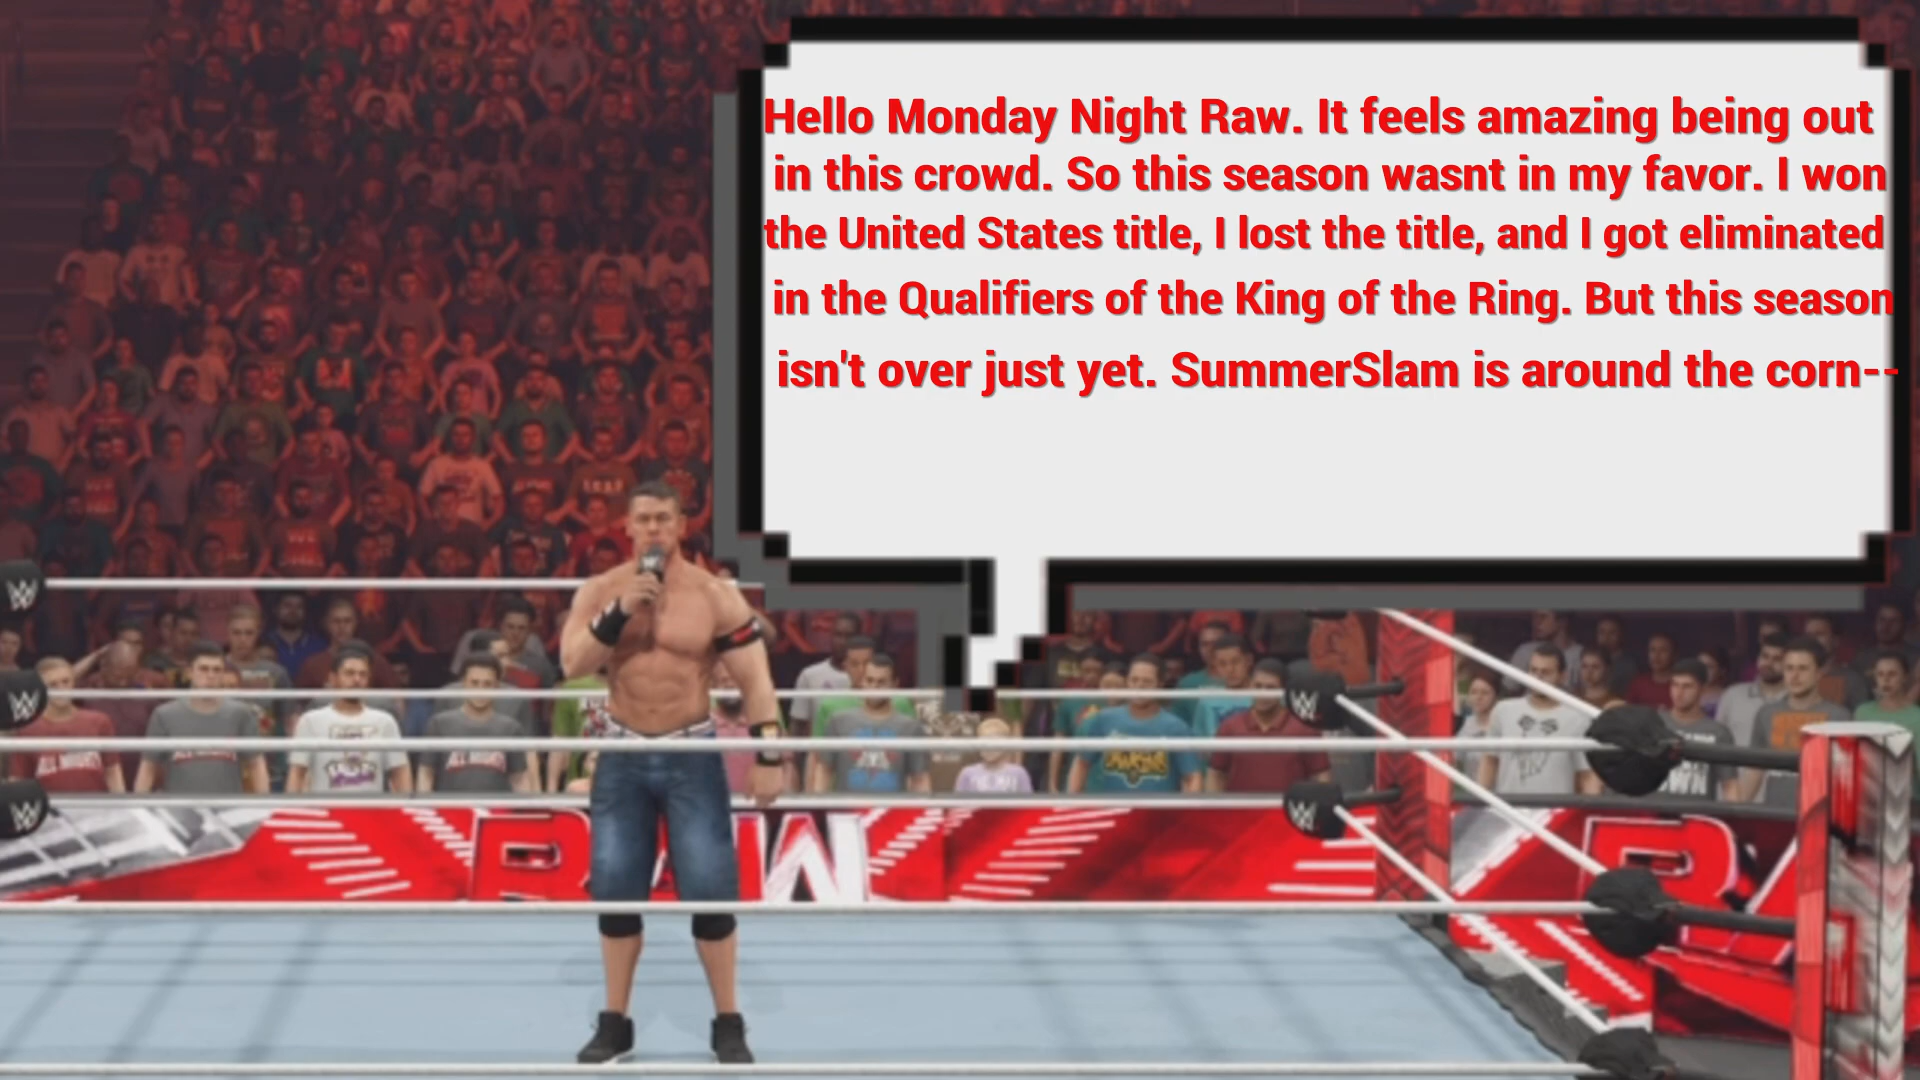 Hello Monday Night Raw. It feels amazing being out
in this crowd. So this season wasnt in my favor. I won
the United States title, I lost the title, and I got eliminated
in the Qualifiers of the King of the Ring. But this season
isn't over just yet. SummerSlam is around the corn--
RAW
RA